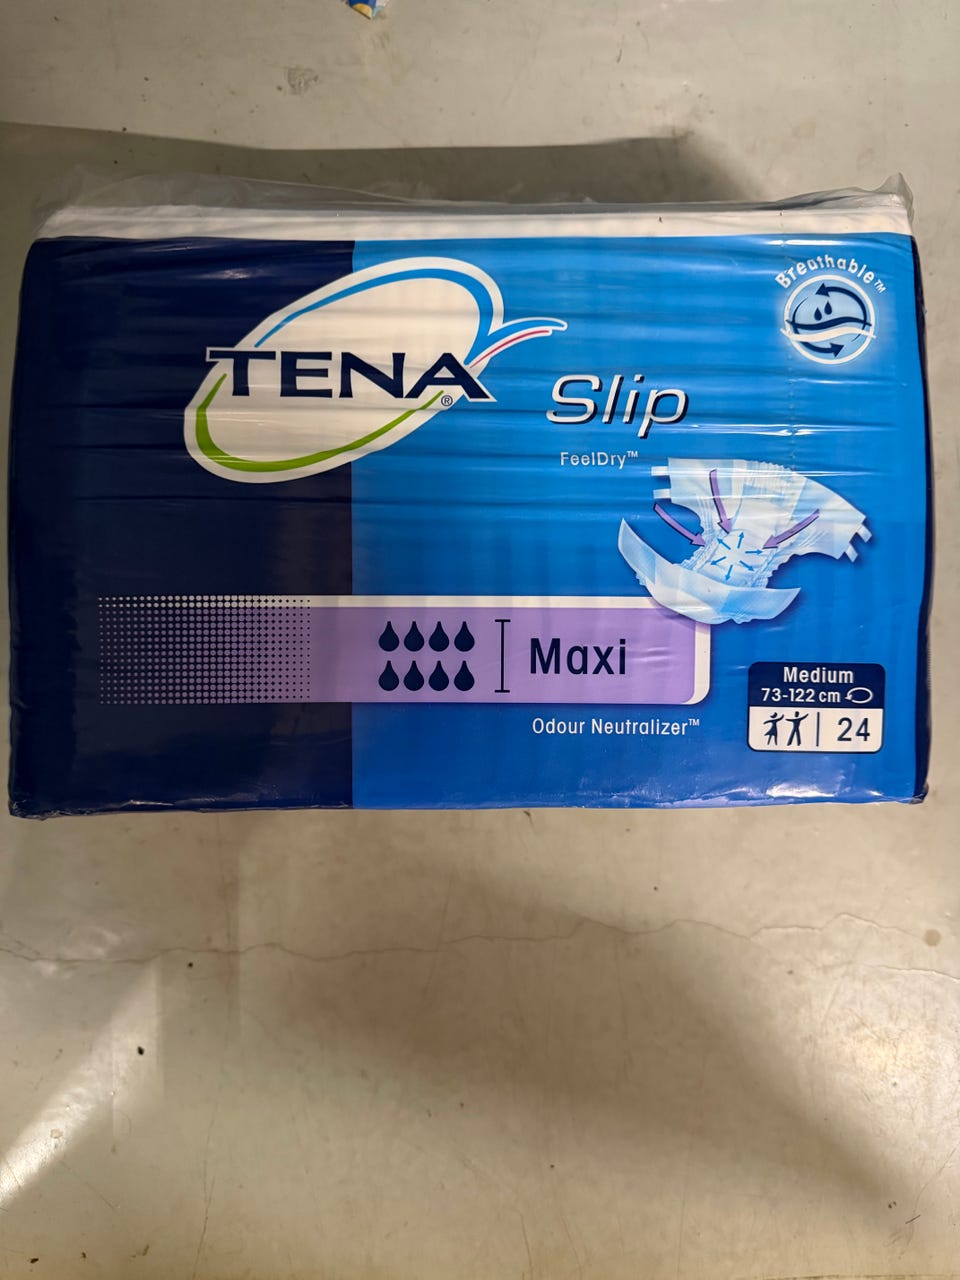 Breathable™
TENA®
Slip
FeelDry™
Maxi
Odour Neutralizer™
Medium
73-122 cm
24